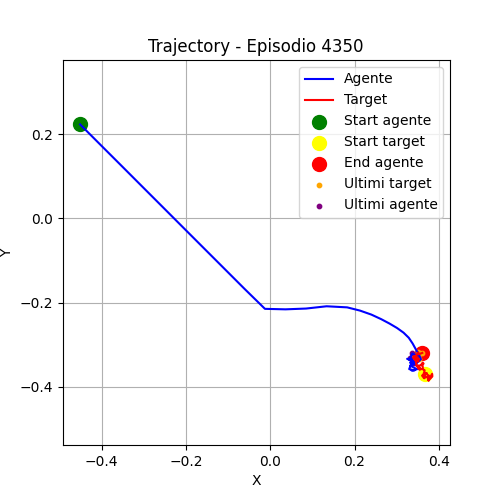 Trajectory - Episodio 4350
Agente
Target
Start agente
Start target
End agente
Ultimi target
Ultimi agente
Y
0.2
0.0
−0.2
−0.4
−0.4
−0.2
0.0
0.2
0.4
X